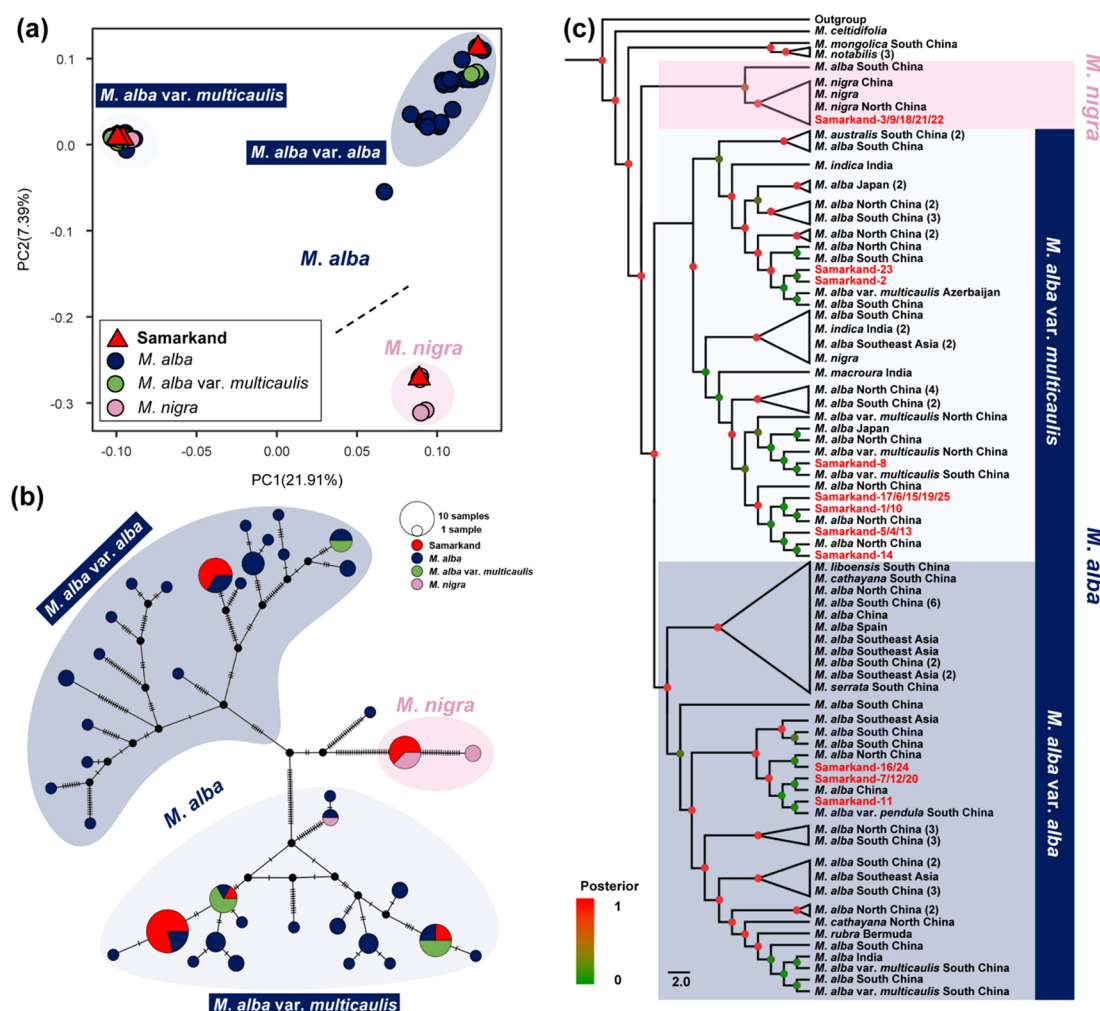 (a)
0.1
0.0
-0.1
-0.2
-0.3
PC2(7.39%)
M. alba var. multicaulis
M. alba var. alba
M. alba
M. nigra
Samarkand
M. alba
M. alba var. multicaulis
M. nigra
-0.10
-0.05
0.00
0.05
0.10
PC1(21.91%)
(b)
10 samples
1 sample
Samarkand
M. alba
M. alba var. multicaulis
M. nigra
M. alba var. alba
M. nigra
M. alba
M. alba var. multicaulis
(c)
Outgroup
M. celtidifolia
M. mongolica South China
M. notabilis (3)
M. alba South China
M. nigra China
M. nigra
M. nigra North China
Samarkand-3/9/18/21/22
M. australis South China (2)
M. alba South China
M. indica India
M. alba Japan (2)
M. alba North China (2)
M. alba South China (3)
M. alba North China (2)
M. alba North China
M. alba South China
Samarkand-23
Samarkand-2
M. alba var. multicaulis Azerbaijan
M. alba South China
M. alba South China
M. indica India (2)
M. alba Southeast Asia (2)
M. nigra
M. macroura India
M. alba North China (4)
M. alba South China (2)
M. alba var. multicaulis North China
M. alba Japan
M. alba North China
M. alba var. multicaulis North China
Samarkand-8
M. alba var. multicaulis South China
M. alba North China
Samarkand-17/6/15/19/25
Samarkand-1/10
M. alba North China
Samarkand-5/4/13
M. alba North China
Samarkand-14
M. liboensis South China
M. cathayana South China
M. alba North China
M. alba South China (6)
M. alba China
M. alba Spain
M. alba Southeast Asia
M. alba Southeast Asia
M. alba South China (2)
M. alba Southeast Asia (2)
M. serrata South China
M. alba South China
M. alba Southeast Asia
M. alba South China
M. alba South China
M. alba North China
Samarkand-16/24
Samarkand-7/12/20
M. alba China
Samarkand-11
M. alba var. pendula South China
M. alba North China (3)
M. alba South China (3)
M. alba South China (2)
M. alba Southeast Asia
M. alba South China (3)
M. alba North China (2)
M. cathayana North China
M. rubra Bermuda
M. alba South China
M. alba India
M. alba var. multicaulis South China
M. alba South China
M. alba var. multicaulis South China
M. nigra
M. alba var. multicaulis
M. alba
M. alba var. alba
Posterior
1
0
2.0